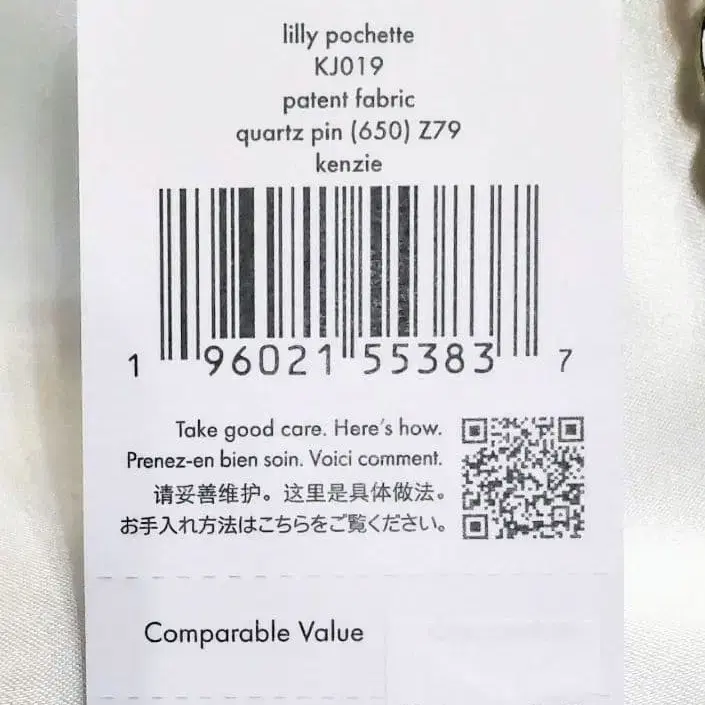 lilly pochette
KJ019
patent fabric
quartz pin (650) Z79
kenzie
1 96021 55383 7
Take good care. Here's how.
Prenez-en bien soin. Voici comment.
请妥善维护。这里是具体做法。
お手入れ方法はこちらをご覧ください。
Comparable Value